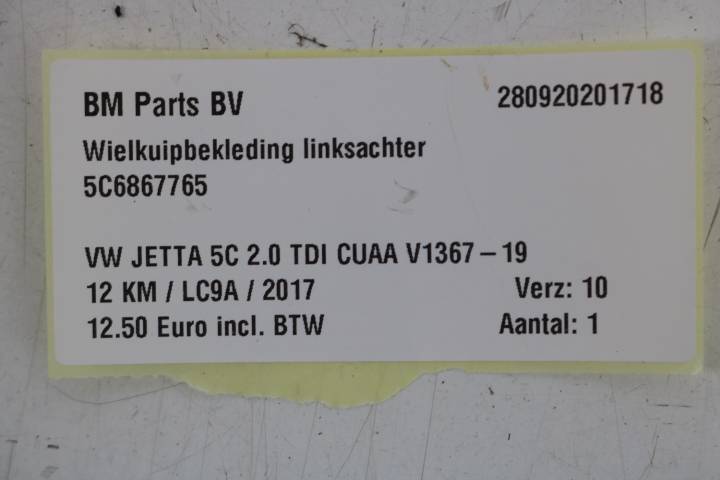 BM Parts BV 280920201718
Wielkuipbekleding linksachter
5C6867765
VW JETTA 5C 2.0 TDI CUAA V1367-19
12 KM / LC9A / 2017 Verz: 10
12.50 Euro incl. BTW Aantal: 1